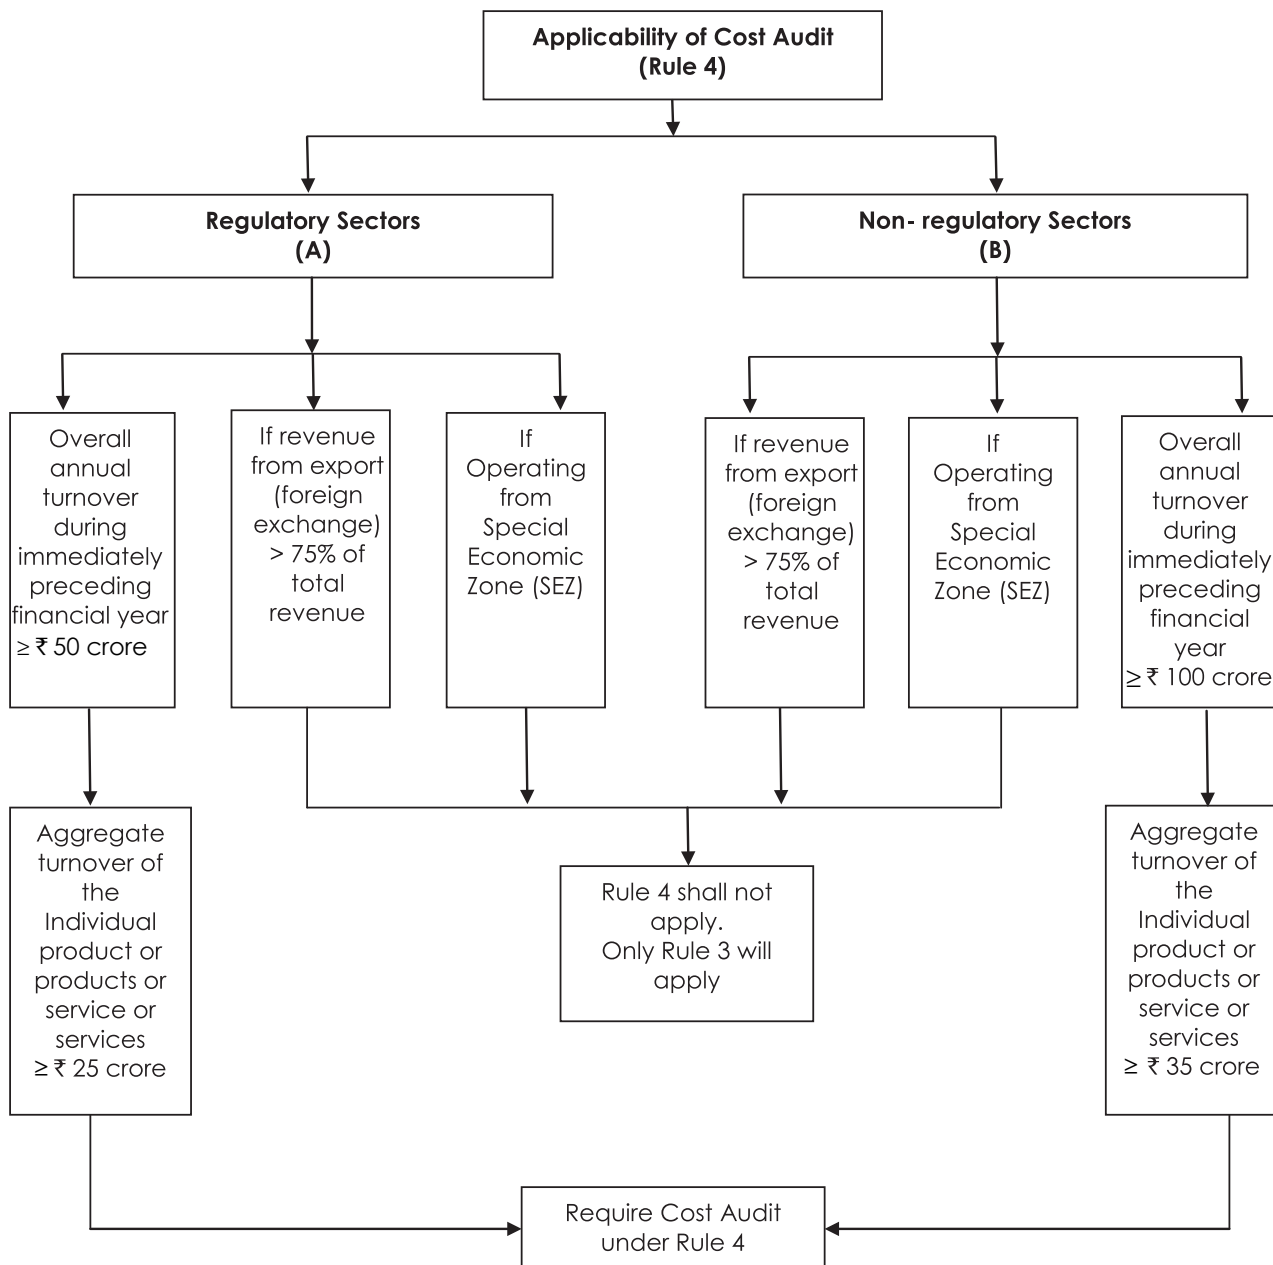 Applicability of Cost Audit
(Rule 4)
Regulatory Sectors
(A)
Non- regulatory Sectors
(B)
Overall
annual
turnover
during
immediately
preceding
financial year
≥ ₹ 50 crore
If revenue
from export
(foreign
exchange)
> 75% of
total
revenue
If
Operating
from
Special
Economic
Zone (SEZ)
If revenue
from export
(foreign
exchange)
> 75% of
total
revenue
If
Operating
from
Special
Economic
Zone (SEZ)
Overall
annual
turnover
during
immediately
preceding
financial
year
≥ ₹ 100 crore
Aggregate
turnover of
the
Individual
product or
products or
service or
services
≥ ₹ 25 crore
Rule 4 shall not
apply.
Only Rule 3 will
apply
Aggregate
turnover of
the
Individual
product or
products or
service or
services
≥ ₹ 35 crore
Require Cost Audit
under Rule 4